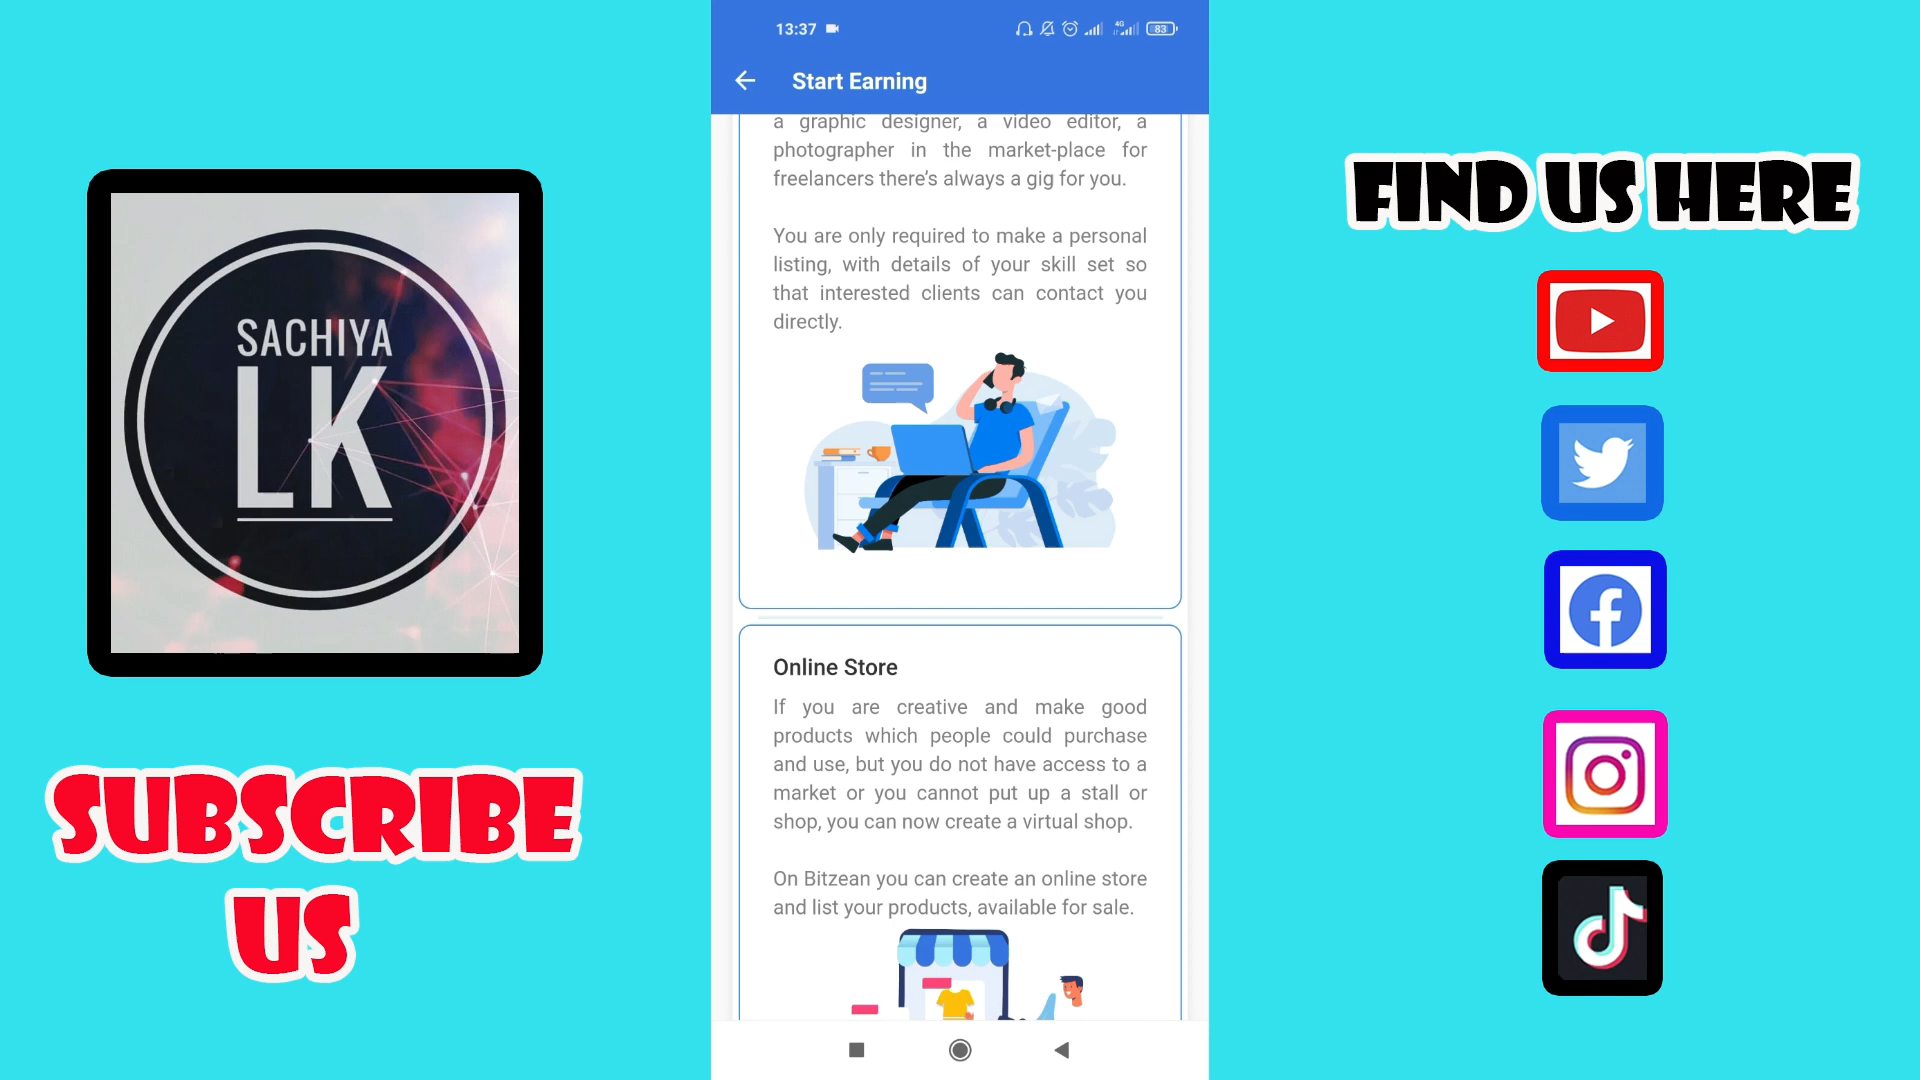 SACHIYA
LK
SUBSCRIBE
US
13:37
4G
83
Start Earning
a graphic designer, a video editor, a
photographer in the market-place for
freelancers there’s always a gig for you.
You are only required to make a personal
listing, with details of your skill set so
that interested clients can contact you
directly.
Online Store
If you are creative and make good
products which people could purchase
and use, but you do not have access to a
market or you cannot put up a stall or
shop, you can now create a virtual shop.
On Bitzean you can create an online store
and list your products, available for sale.
FIND US HERE